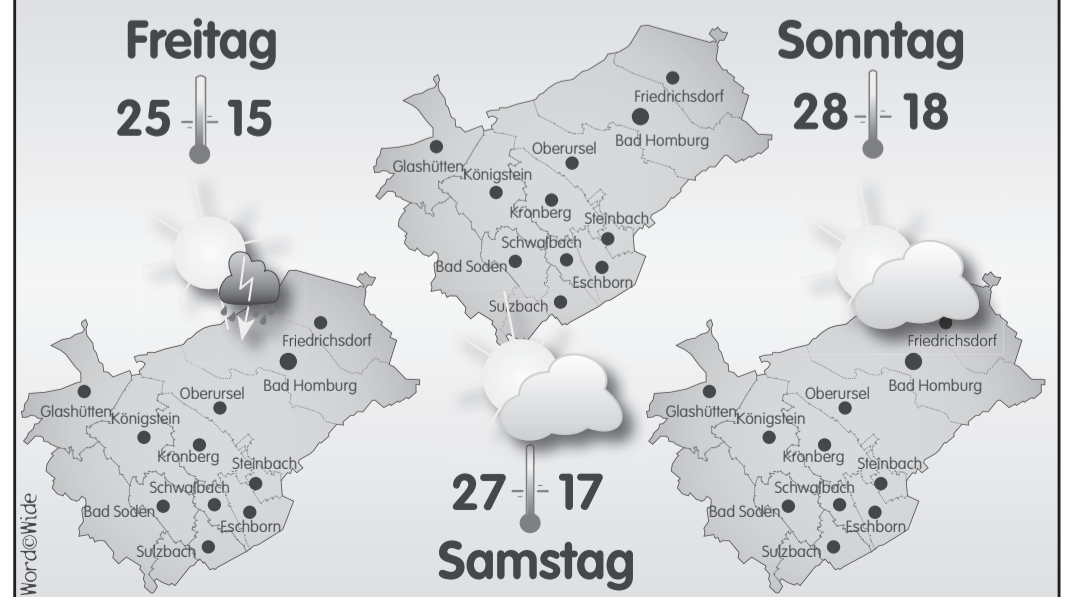 Freitag
25 15
Glashütten
Königstein
Oberursel
Friedrichsdorf
Bad Homburg
Kronberg
Steinbach
Schwalbach
Bad Soden
Eschborn
Sulzbach
Friedrichsdorf
Bad Homburg
Oberursel
Glashütten
Königstein
Kronberg
Steinbach
Schwalbach
Bad Soden
Eschborn
Sulzbach
27 17
Samstag
Sonntag
28 18
Friedrichsdorf
Bad Homburg
Oberursel
Glashütten
Königstein
Kronberg
Steinbach
Schwalbach
Bad Soden
Eschborn
Sulzbach
Word©Wide